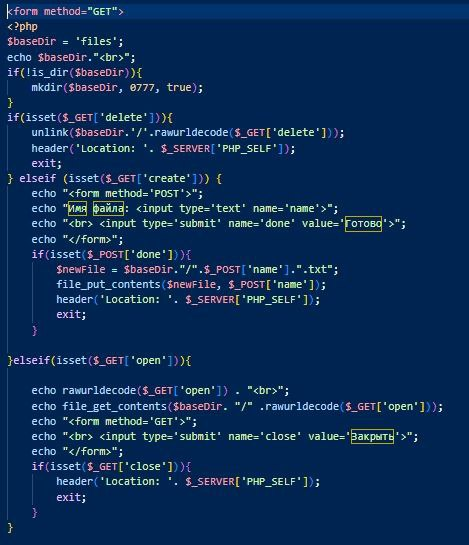 <form method="GET">
<?php
$baseDir = 'files';
echo $baseDir."<br>";
if(!is_dir($baseDir)){
    mkdir($baseDir, 0777, true);
}
if(isset($_GET['delete'])){
    unlink($baseDir.'/'.rawurldecode($_GET['delete']));
    header('Location: '. $_SERVER['PHP_SELF']);
    exit;
} elseif (isset($_GET['create'])) {
    echo "<form method='POST'>";
    echo "Имя файла: <input type='text' name='name'>";
    echo "<br> <input type='submit' name='done' value='Готово'>";
    echo "</form>";
    if(isset($_POST['done'])){
        $newFile = $baseDir."/".$_POST['name'].".txt";
        file_put_contents($newFile, $_POST['name']);
        header('Location: '. $_SERVER['PHP_SELF']);
        exit;
    }
}elseif(isset($_GET['open'])){
    echo rawurldecode($_GET['open']) . "<br>";
    echo file_get_contents($baseDir. "/" .rawurldecode($_GET['open']));
    echo "<form method='GET'>";
    echo "<br> <input type='submit' name='close' value='Закрыть'>";
    echo "</form>";
    if(isset($_GET['close'])){
        header('Location: '. $_SERVER['PHP_SELF']);
        exit;
    }
}